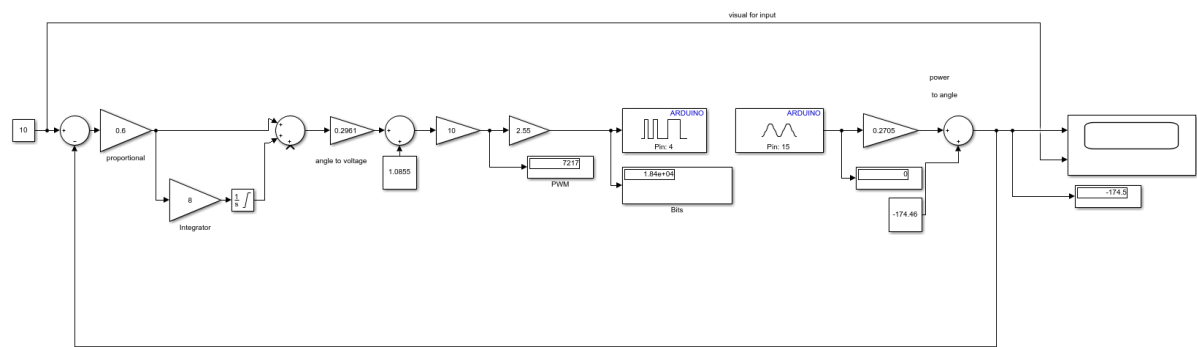 visual for input
power
to angle
10
+
-
0.6
proportional
+
+
+
0.2961
angle to voltage
+
+
10
2.55
ARDUINO
Pin: 4
ARDUINO
Pin: 15
0.2705
+
+
1.0855
7217
PWM
1.84e+04
Bits
0
-174.46
-174.5
8
Integrator
1
s